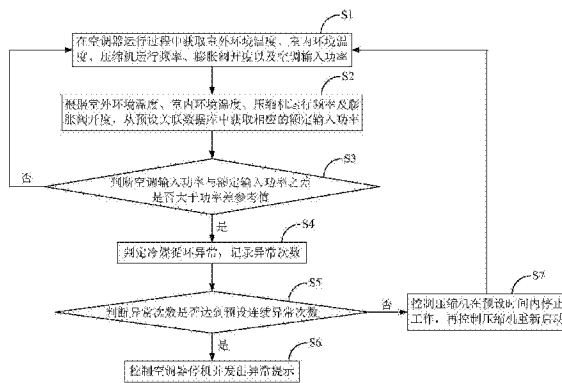 S1
在空调器运行过程中获取室外环境温度、室内环境温
度、压缩机运行频率、膨胀阀开度以及空调输入功率
S2
根据室外环境温度、室内环境温度、压缩机运行频率及膨
胀阀开度，从预设关联数据库中获取相应的额定输入功率
S3
否
判断空调输入功率与额定输入功率之差
是否大于功率差参考值
是
S4
判定冷媒循环异常，记录异常次数
S5
判断异常次数是否达到预设连续异常次数
否
S7
控制压缩机在预设时间内停止
工作，再控制压缩机重新启动
是
S6
控制空调器停机并发出异常提示